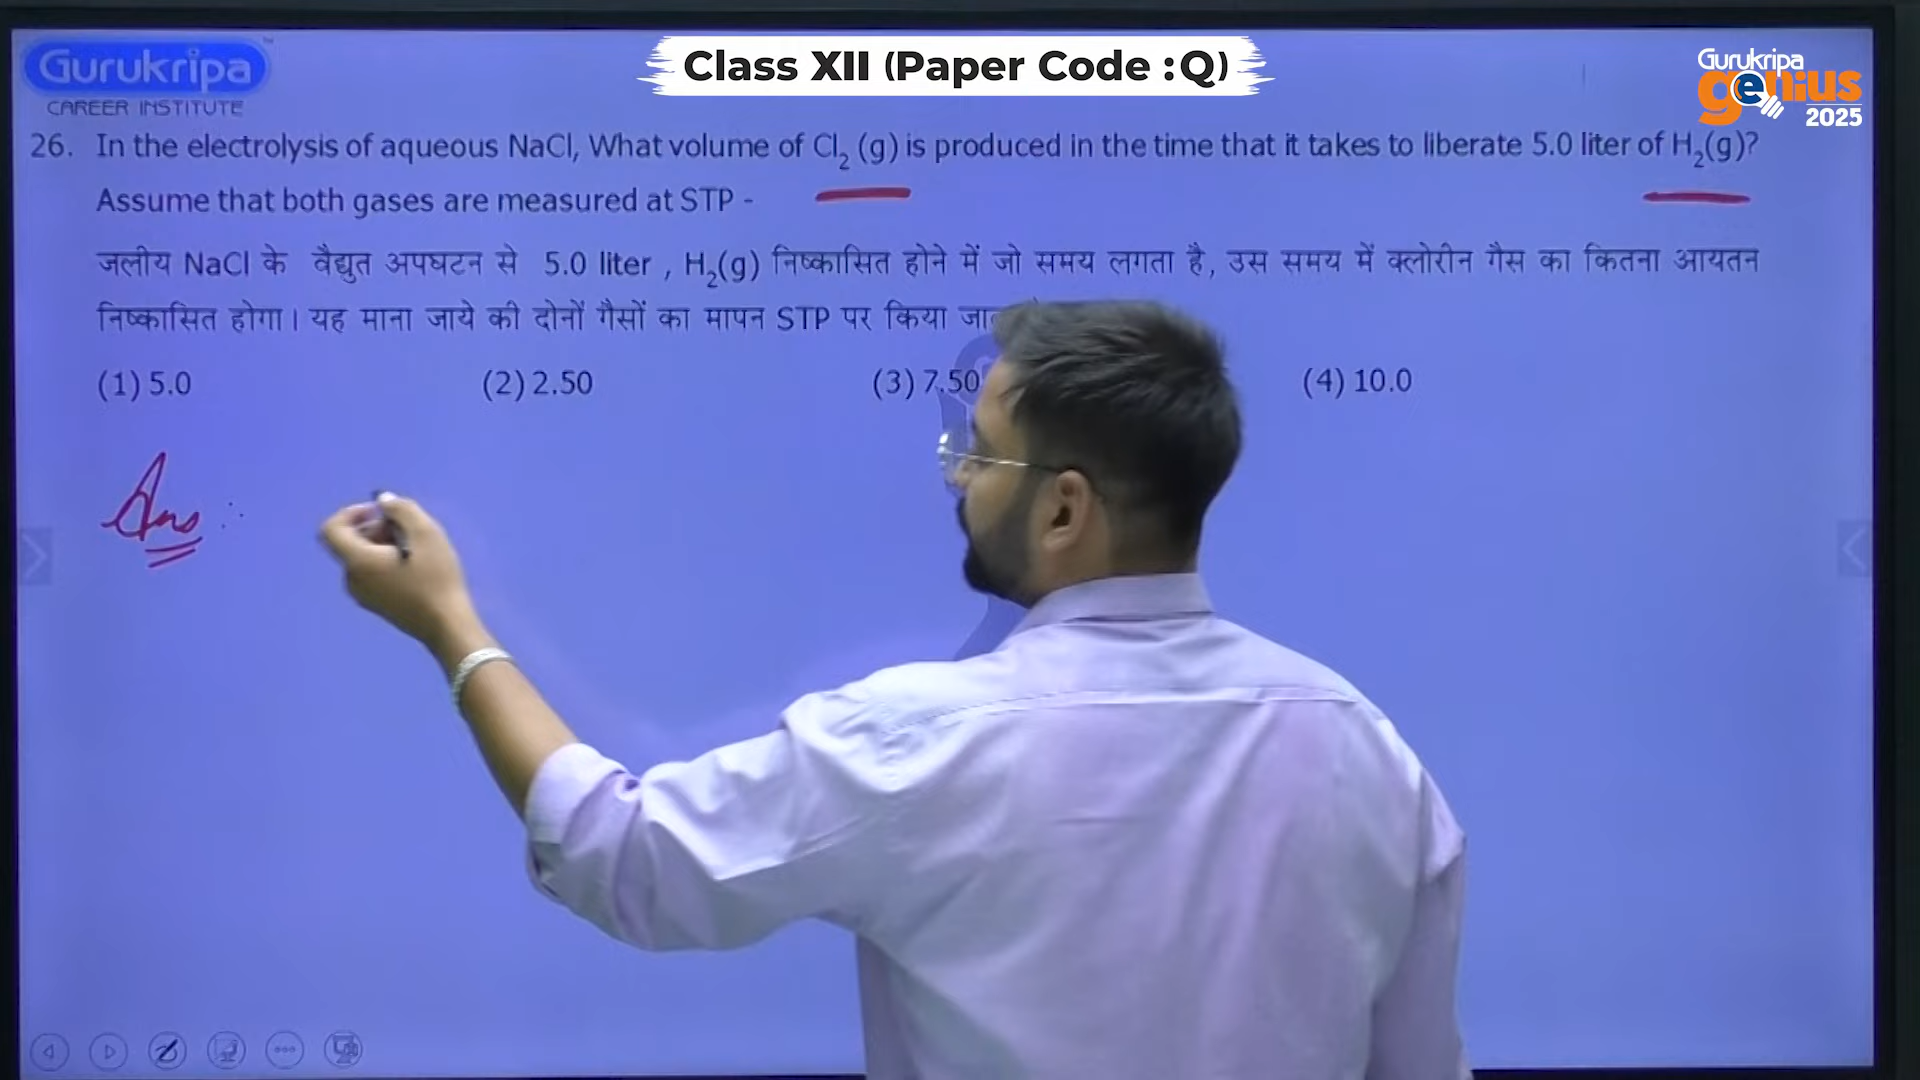 Gurukripa
CAREER INSTITUTE
Class XII (Paper Code :Q)
Gurukripa
genius
2025
26. In the electrolysis of aqueous NaCl, What volume of Cl₂ (g) is produced in the time that it takes to liberate 5.0 liter of H₂(g)?
Assume that both gases are measured at STP -
जलीय NaCl के वैद्युत अपघटन से 5.0 liter , H₂(g) निष्कासित होने में जो समय लगता है, उस समय में क्लोरीन गैस का कितना आयतन
निष्कासित होगा। यह माना जाये की दोनों गैसों का मापन STP पर किया
(1) 5.0 (2) 2.50 (3) 7.50 (4) 10.0
Ans :